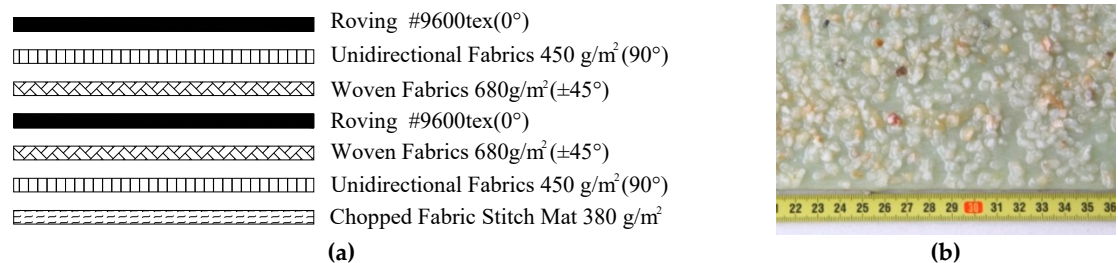 Roving #9600tex(0°)
Unidirectional Fabrics 450 g/m²(90°)
Woven Fabrics 680g/m²(±45°)
Roving #9600tex(0°)
Woven Fabrics 680g/m²(±45°)
Unidirectional Fabrics 450 g/m²(90°)
Chopped Fabric Stitch Mat 380 g/m²
22 23 24 25 26 27 28 29 30 31 32 33 34 35 36
(a) (b)